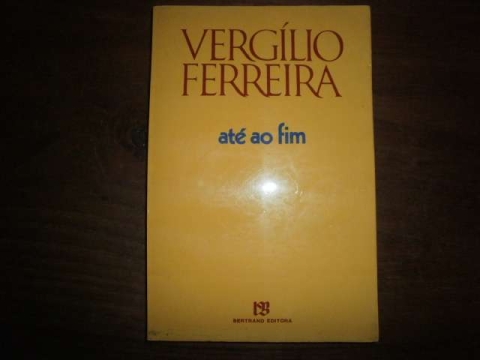 VERGÍLIO
FERREIRA
até ao fim
BERTRAND EDITORA